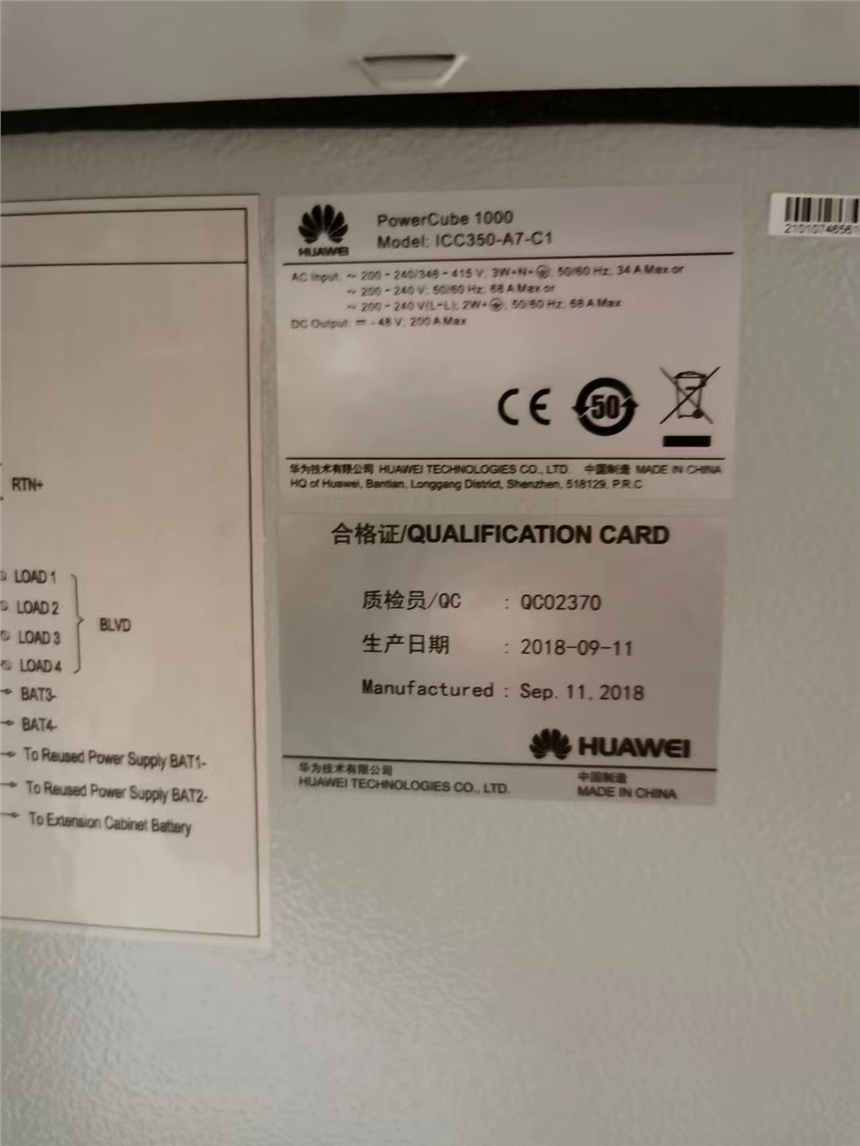 RTN+
LOAD 1
LOAD 2
LOAD 3
LOAD 4
BLVD
BAT3-
BAT4-
To Reused Power Supply BAT1-
To Reused Power Supply BAT2-
To Extension Cabinet Battery
HUAWEI
PowerCube 1000
Model: ICC350-A7-C1
AC Input: ~ 200 - 240/346 - 415 V; 3W+N+; 50/60 Hz; 34 A Max or
~ 200 - 240 V; 50/60 Hz; 68 A Max or
~ 200 - 240 V(L-L); 2W+; 50/60 Hz; 68 A Max
DC Output: - 48 V; 200 A Max
CE 50
华为技术有限公司 HUAWEI TECHNOLOGIES CO., LTD. 中国制造 MADE IN CHINA
HQ of Huawei, Bantian, Longgang District, Shenzhen, 518129, P.R.C
合格证/QUALIFICATION CARD
质检员/QC : QC02370
生产日期 : 2018-09-11
Manufactured : Sep. 11, 2018
HUAWEI
华为技术有限公司
HUAWEI TECHNOLOGIES CO., LTD.
中国制造
MADE IN CHINA